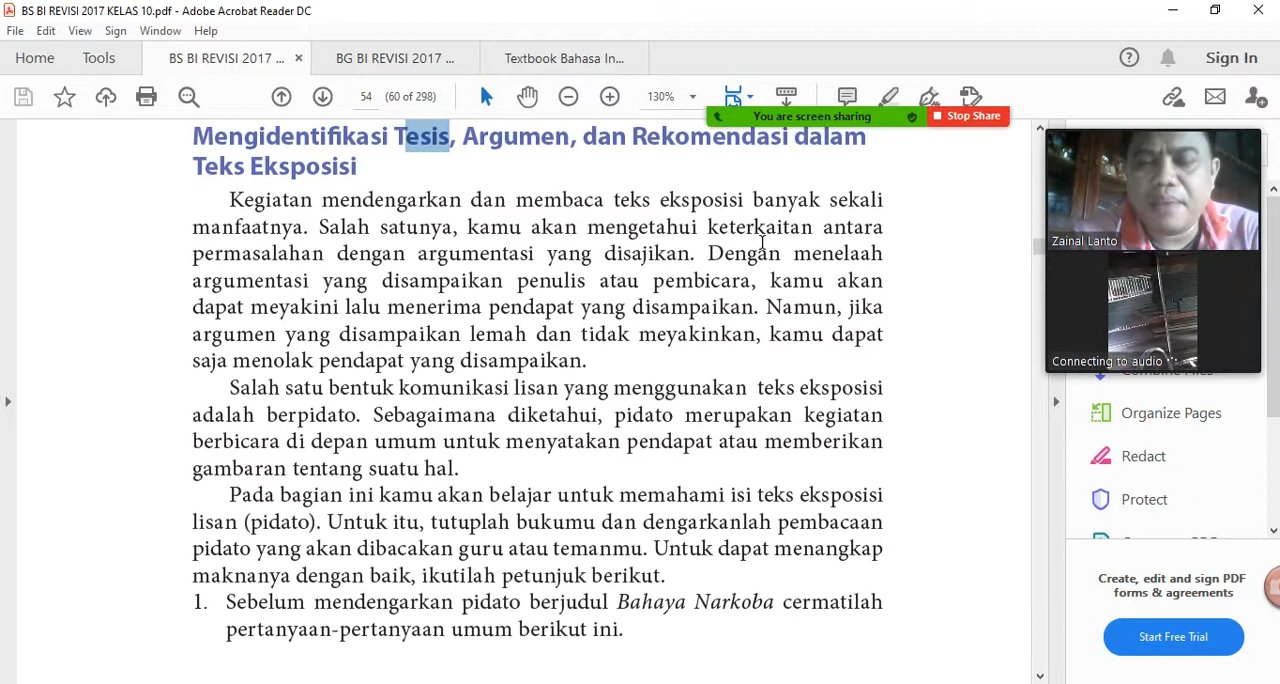 BS BI REVISI 2017 KELAS 10.pdf - Adobe Acrobat Reader DC
File Edit View Sign Window Help
Home Tools BS BI REVISI 2017 ... × BG BI REVISI 2017 ... Textbook Bahasa In... Sign In
54 (60 of 298) 130%
You are screen sharing Stop Share
Mengidentifikasi Tesis, Argumen, dan Rekomendasi dalam
Teks Eksposisi
Kegiatan mendengarkan dan membaca teks eksposisi banyak sekali
manfaatnya. Salah satunya, kamu akan mengetahui keterkaitan antara
permasalahan dengan argumentasi yang disajikan. Dengan menelaah
argumentasi yang disampaikan penulis atau pembicara, kamu akan
dapat meyakini lalu menerima pendapat yang disampaikan. Namun, jika
argumen yang disampaikan lemah dan tidak meyakinkan, kamu dapat
saja menolak pendapat yang disampaikan.
Salah satu bentuk komunikasi lisan yang menggunakan teks eksposisi
adalah berpidato. Sebagaimana diketahui, pidato merupakan kegiatan
berbicara di depan umum untuk menyatakan pendapat atau memberikan
gambaran tentang suatu hal.
Pada bagian ini kamu akan belajar untuk memahami isi teks eksposisi
lisan (pidato). Untuk itu, tutuplah bukumu dan dengarkanlah pembacaan
pidato yang akan dibacakan guru atau temanmu. Untuk dapat menangkap
maknanya dengan baik, ikutilah petunjuk berikut.
1. Sebelum mendengarkan pidato berjudul Bahaya Narkoba cermatilah
pertanyaan-pertanyaan umum berikut ini.
Zainal Lanto
Connecting to audio
Organize Pages
Redact
Protect
Create, edit and sign PDF
forms & agreements
Start Free Trial